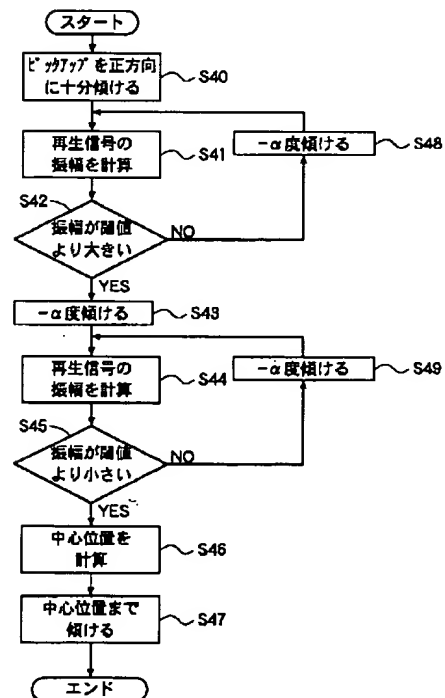 スタート
ピックアップを正方向
に十分傾ける
S40
再生信号の
振幅を計算
S41
-α度傾ける
S48
S42
振幅が閾値
より大きい
NO
YES
-α度傾ける
S43
再生信号の
振幅を計算
S44
-α度傾ける
S49
S45
振幅が閾値
より小さい
NO
YES
中心位置を
計算
S46
中心位置まで
傾ける
S47
エンド